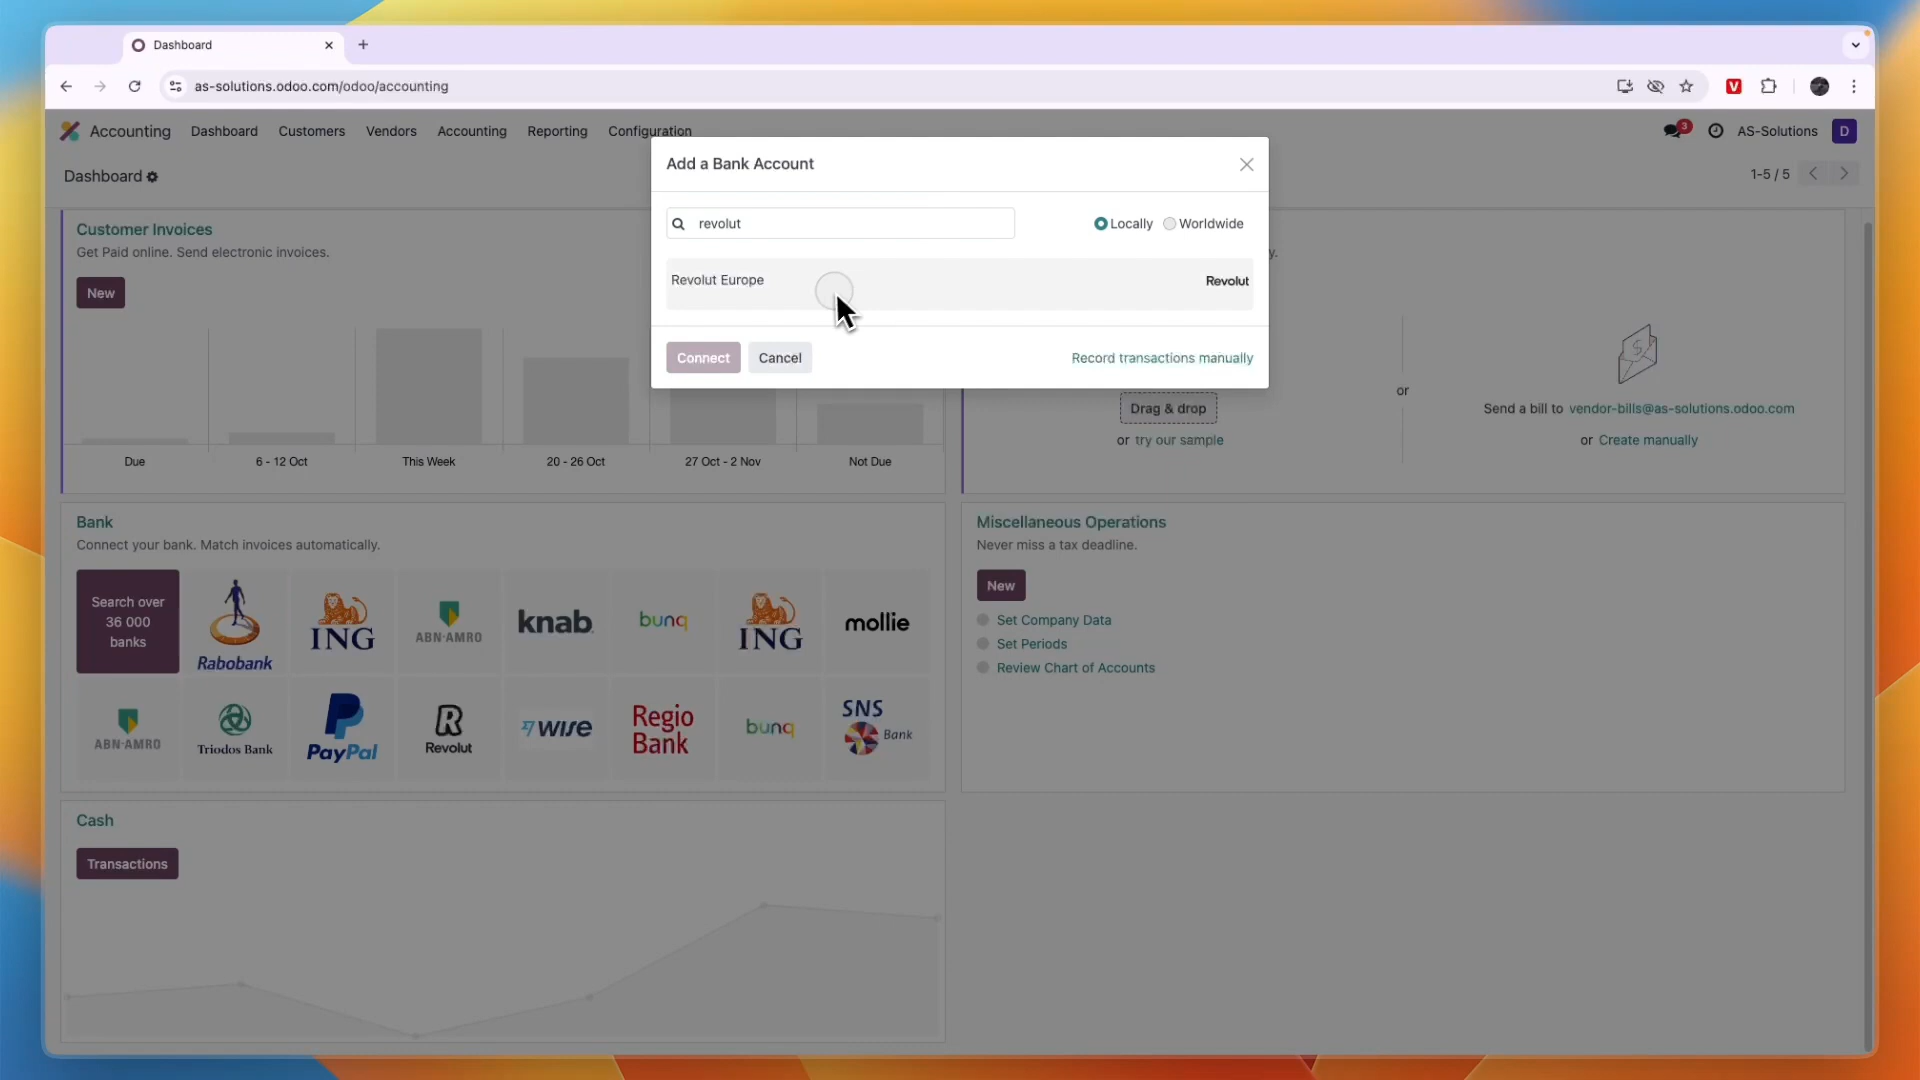 Dashboard
as-solutions.odoo.com/odoo/accounting
V
Accounting Dashboard Customers Vendors Accounting Reporting Configuration
3 AS-Solutions D
Dashboard
1-5 / 5
Add a Bank Account
revolut
Locally Worldwide
Revolut Europe
Revolut
Connect Cancel Record transactions manually
Customer Invoices
Get Paid online. Send electronic invoices.
New
Due 6 - 12 Oct This Week 20 - 26 Oct 27 Oct - 2 Nov Not Due
y.
Drag & drop
or try our sample
or
Send a bill to vendor-bills@as-solutions.odoo.com
or Create manually
Bank
Connect your bank. Match invoices automatically.
Search over
36 000
banks
Rabobank
ING
ABN·AMRO
knab.
bunq
ING
mollie
ABN·AMRO
Triodos Bank
PayPal
R
Revolut
WISE
Regio
Bank
bunq
SNS
Bank
Miscellaneous Operations
Never miss a tax deadline.
New
Set Company Data
Set Periods
Review Chart of Accounts
Cash
Transactions